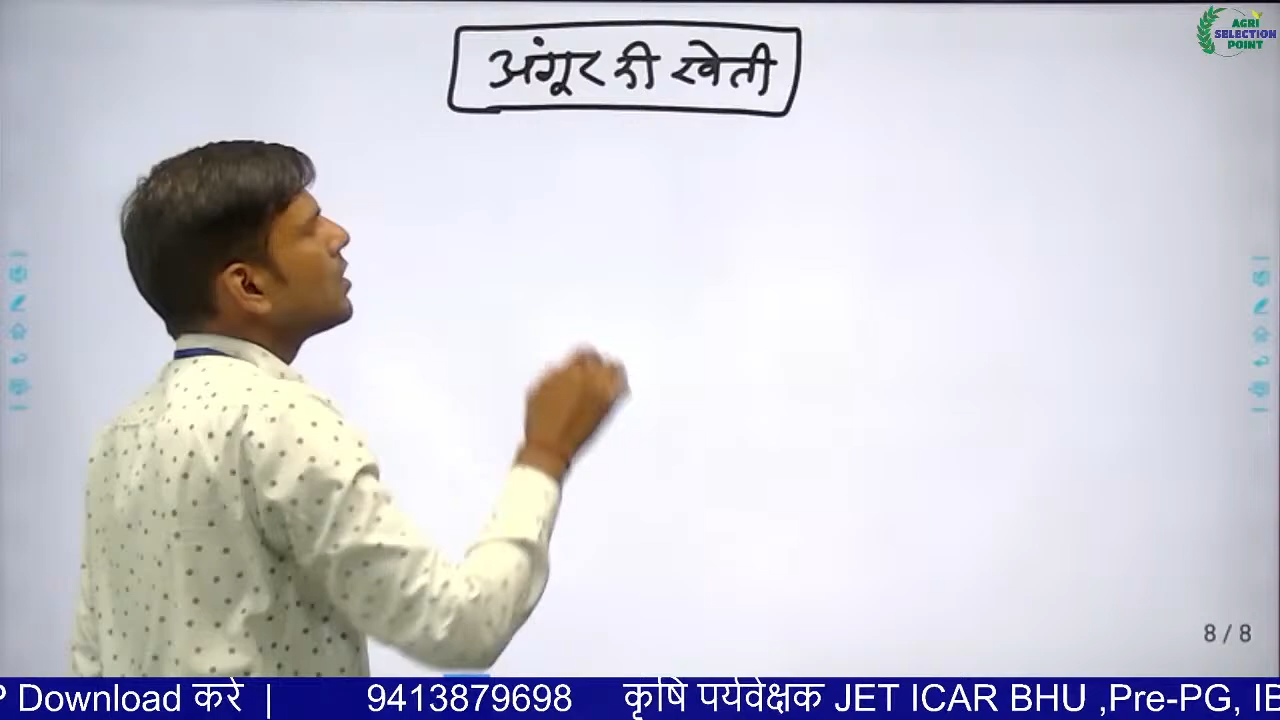 AGRI
SELECTION
POINT
अंगूर की खेती
8 / 8
P Download करे | 9413879698 कृषि पर्यवेक्षक JET ICAR BHU ,Pre-PG, IB